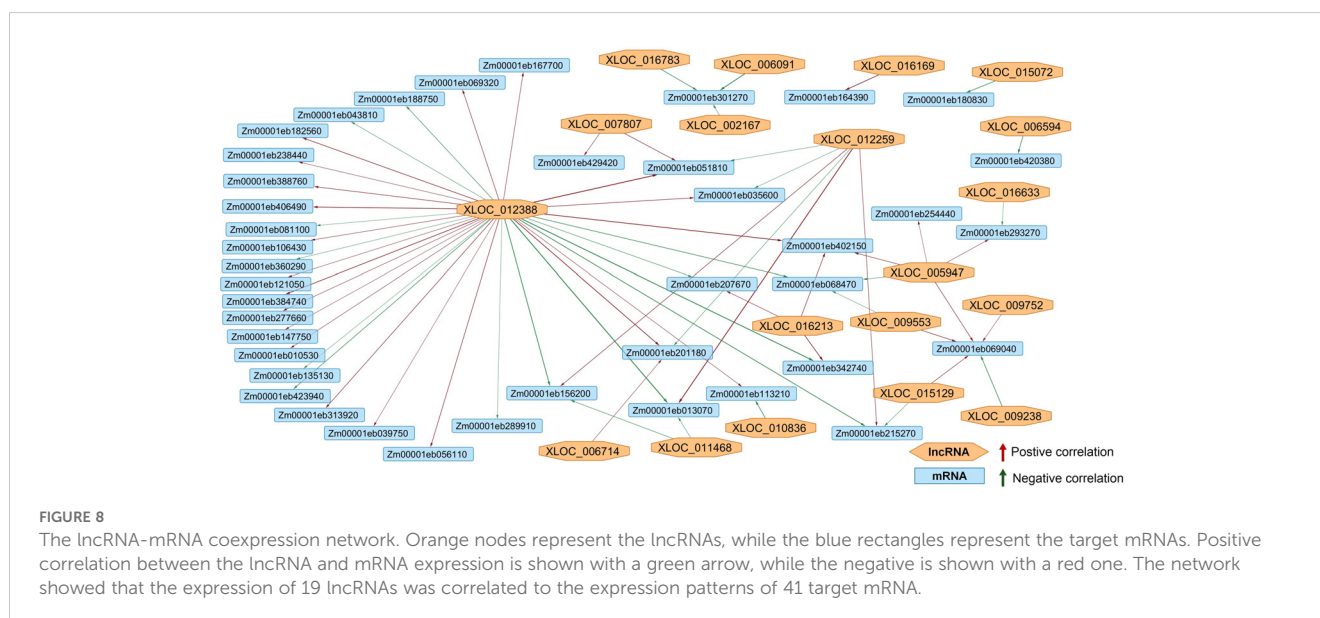 XLOC_016783
XLOC_006091
XLOC_016169
XLOC_015072
Zm00001eb167700
Zm00001eb069320
Zm00001eb188750
Zm00001eb043810
Zm00001eb182560
Zm00001eb238440
Zm00001eb388760
Zm00001eb406490
Zm00001eb081100
Zm00001eb106430
Zm00001eb360290
Zm00001eb121050
Zm00001eb384740
Zm00001eb277660
Zm00001eb147750
Zm00001eb010530
Zm00001eb135130
Zm00001eb423940
Zm00001eb313920
Zm00001eb039750
Zm00001eb056110
Zm00001eb289910
XLOC_012388
Zm00001eb301270
Zm00001eb164390
Zm00001eb180830
XLOC_007807
XLOC_002167
XLOC_012259
XLOC_006594
Zm00001eb429420
Zm00001eb051810
Zm00001eb420380
Zm00001eb035600
XLOC_016633
Zm00001eb254440
Zm00001eb293270
Zm00001eb402150
XLOC_005947
Zm00001eb207670
Zm00001eb068470
XLOC_009752
XLOC_016213
XLOC_009553
Zm00001eb201180
Zm00001eb069040
Zm00001eb342740
Zm00001eb156200
Zm00001eb113210
XLOC_015129
Zm00001eb013070
XLOC_009238
XLOC_010836
Zm00001eb215270
XLOC_006714
XLOC_011468
lncRNA
Postive correlation
mRNA
Negative correlation
FIGURE 8
The lncRNA-mRNA coexpression network. Orange nodes represent the lncRNAs, while the blue rectangles represent the target mRNAs. Positive
correlation between the lncRNA and mRNA expression is shown with a green arrow, while the negative is shown with a red one. The network
showed that the expression of 19 lncRNAs was correlated to the expression patterns of 41 target mRNA.